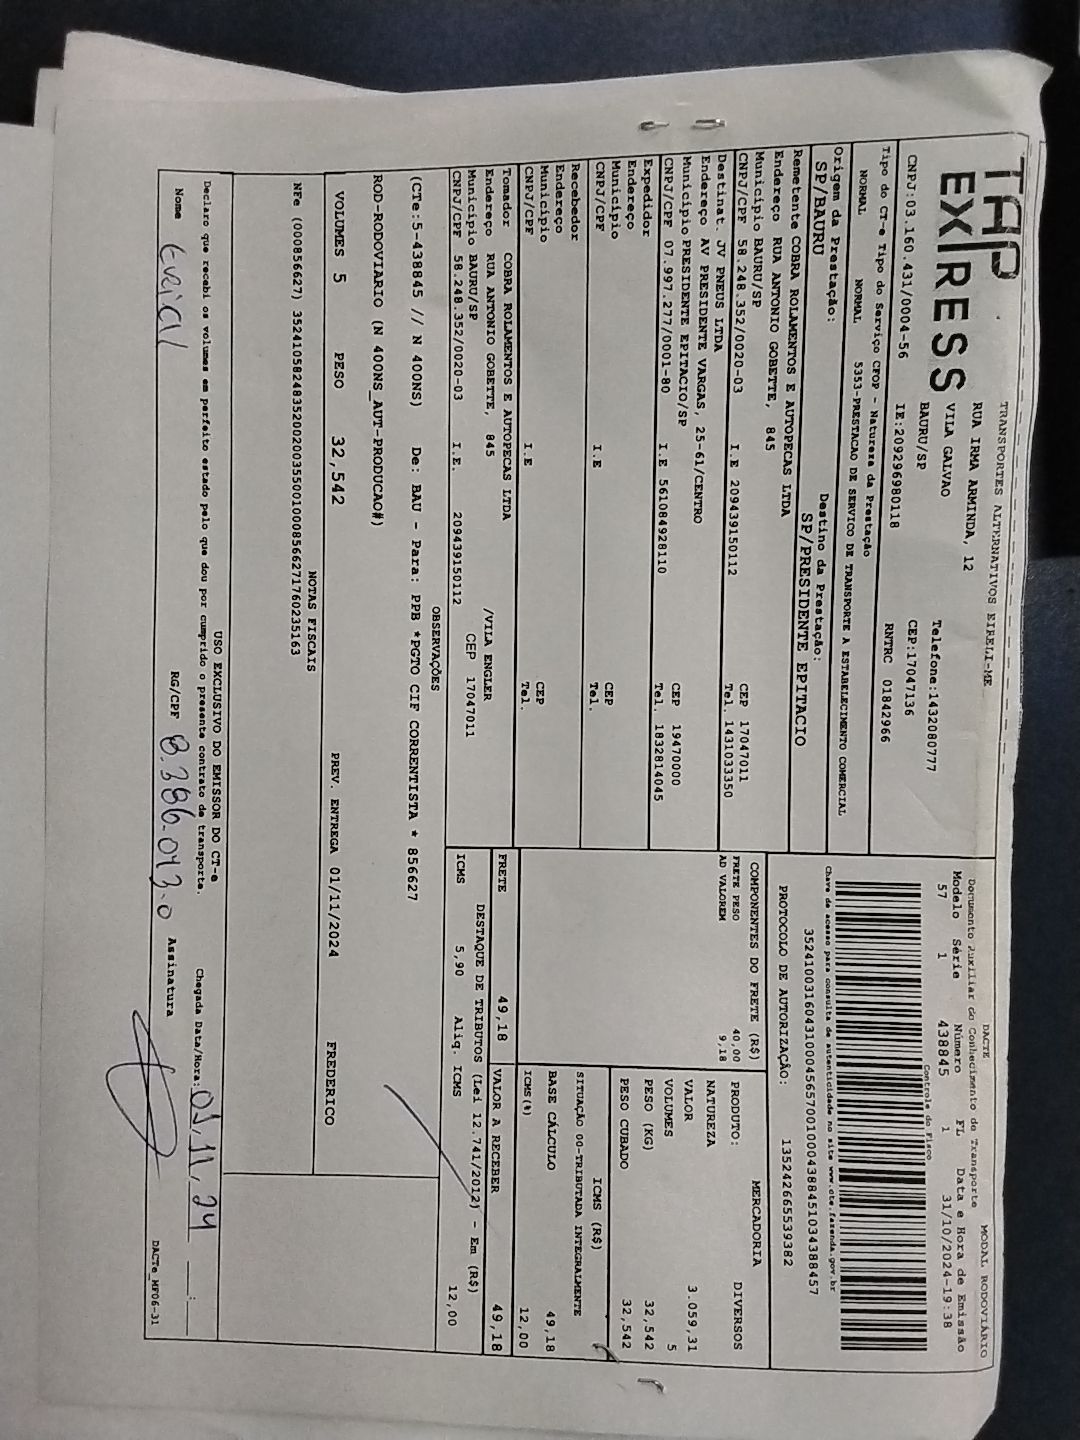 TAP EXPRESS
TRANSPORTES ALTERNATIVOS EIRELI-ME
RUA IRMA ARMINDA, 12
VILA GALVAO
BAURU/SP
Telefone:1432080777
CEP:17047136
CNPJ:03.160.431/0004-56 IE:209296980118 RNTRC 01842966
DACTE MODAL RODOVIÁRIO
Documento Auxiliar do Conhecimento de Transporte
Modelo Série Número FL Data e Hora de Emissão
57 1 438845 1 31/10/2024-19:38
Controle do Fisco
Chave de acesso para consulta de autenticidade no site www.cte.fazenda.gov.br
PROTOCOLO DE AUTORIZAÇÃO: 135242665539382
Tipo do CT-e Tipo do Serviço CFOP - Natureza da Prestação
NORMAL NORMAL 5353-PRESTACAO DE SERVICO DE TRANSPORTE A ESTABELECIMENTO COMERCIAL
Origem da Prestação: Destino da Prestação:
SP/BAURU SP/PRESIDENTE EPITACIO
Remetente COBRA ROLAMENTOS E AUTOPECAS LTDA
Endereço RUA ANTONIO GOBETTE, 845
Município BAURU/SP CEP 17047011
CNPJ/CPF 58.248.352/0020-03 I.E 209439150112 Tel. 1431033350
Destinat. JV PNEUS LTDA
Endereço AV PRESIDENTE VARGAS, 25-61/CENTRO
Município PRESIDENTE EPITACIO/SP CEP 19470000
CNPJ/CPF 07.997.277/0001-80 I.E 561084928110 Tel. 1832814045
Expedidor
Endereço
Município CEP
CNPJ/CPF I.E Tel.
Recebedor
Endereço
Município CEP
CNPJ/CPF I.E Tel.
Tomador COBRA ROLAMENTOS E AUTOPECAS LTDA
Endereço RUA ANTONIO GOBETTE, 845 /VILA ENGLER
Município BAURU/SP CEP 17047011
CNPJ/CPF 58.248.352/0020-03 I.E. 209439150112
COMPONENTES DO FRETE (R$)
FRETE PESO 40,00
AD VALOREM 9,18
MERCADORIA
PRODUTO: DIVERSOS
NATUREZA
VALOR 3.059,31
VOLUMES 5
PESO (KG) 32,542
PESO CUBADO 32,542
ICMS (R$)
SITUAÇÃO 00-TRIBUTADA INTEGRALMENTE
BASE CÁLCULO 49,18
ICMS(%) 12,00
FRETE 49,18 VALOR A RECEBER 49,18
DESTAQUE DE TRIBUTOS (Lei 12.741/2012) - Em (R$)
ICMS 5,90 Aliq. ICMS 12,00
OBSERVAÇÕES
(CTe:5-438845 // N 400NS) De: BAU - Para: PPB *PGTO CIF CORRENTISTA * 856627
ROD-RODOVIARIO (N 400NS_AUT-PRODUCAO#)
VOLUMES 5 PESO 32,542 PREV. ENTREGA 01/11/2024 FREDERICO
NOTAS FISCAIS
USO EXCLUSIVO DO EMISSOR DO CT-e
Declaro que recebi os volumes em perfeito estado pelo que dou por cumprido o presente contrato de transporte. Chegada Data/Hora: 01/11/24 __:__
Nome RG/CPF 8.386.043-0 Assinatura
DACTe_MF06-31